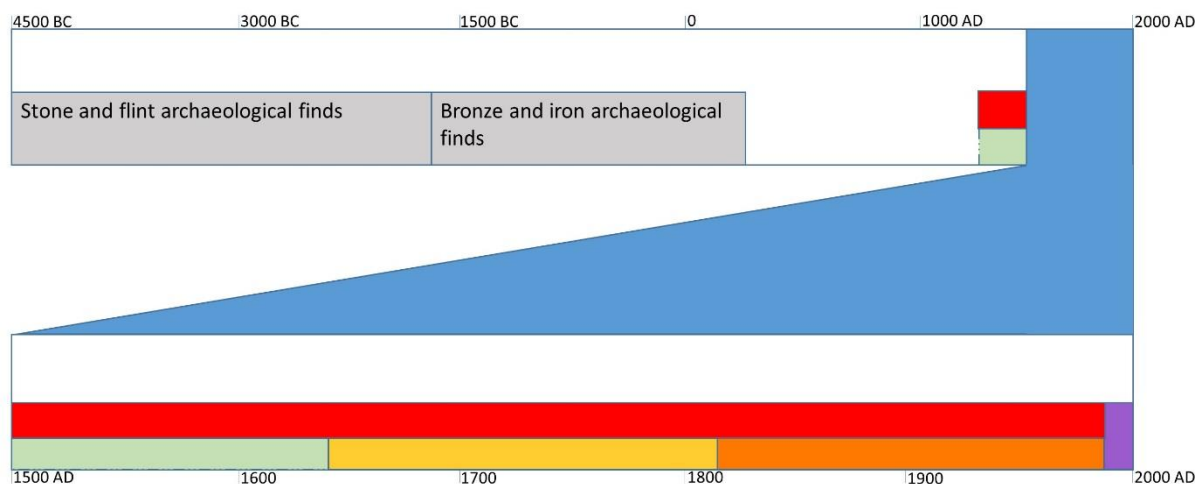 4500 BC 3000 BC 1500 BC 0 1000 AD 2000 AD
Stone and flint archaeological finds
Bronze and iron archaeological
finds
1500 AD 1600 1700 1800 1900 2000 AD